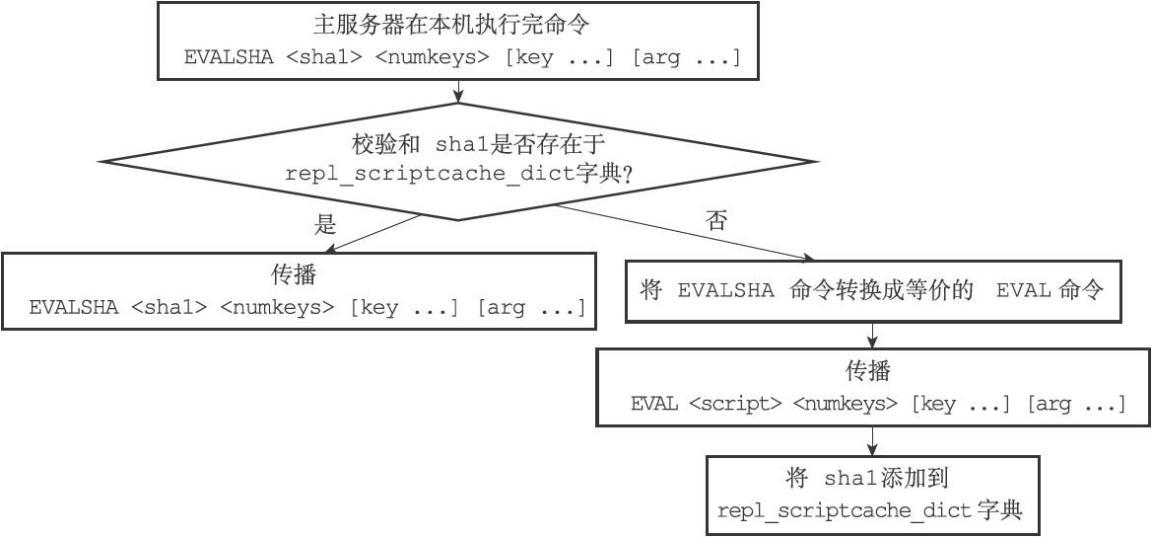 主服务器在本机执行完命令
EVALSHA <sha1> <numkeys> [key ...] [arg ...]
校验和 sha1是否存在于
repl_scriptcache_dict字典?
是
否
传播
EVALSHA <sha1> <numkeys> [key ...] [arg ...]
将 EVALSHA 命令转换成等价的 EVAL 命令
传播
EVAL <script> <numkeys> [key ...] [arg ...]
将 sha1添加到
repl_scriptcache_dict 字典